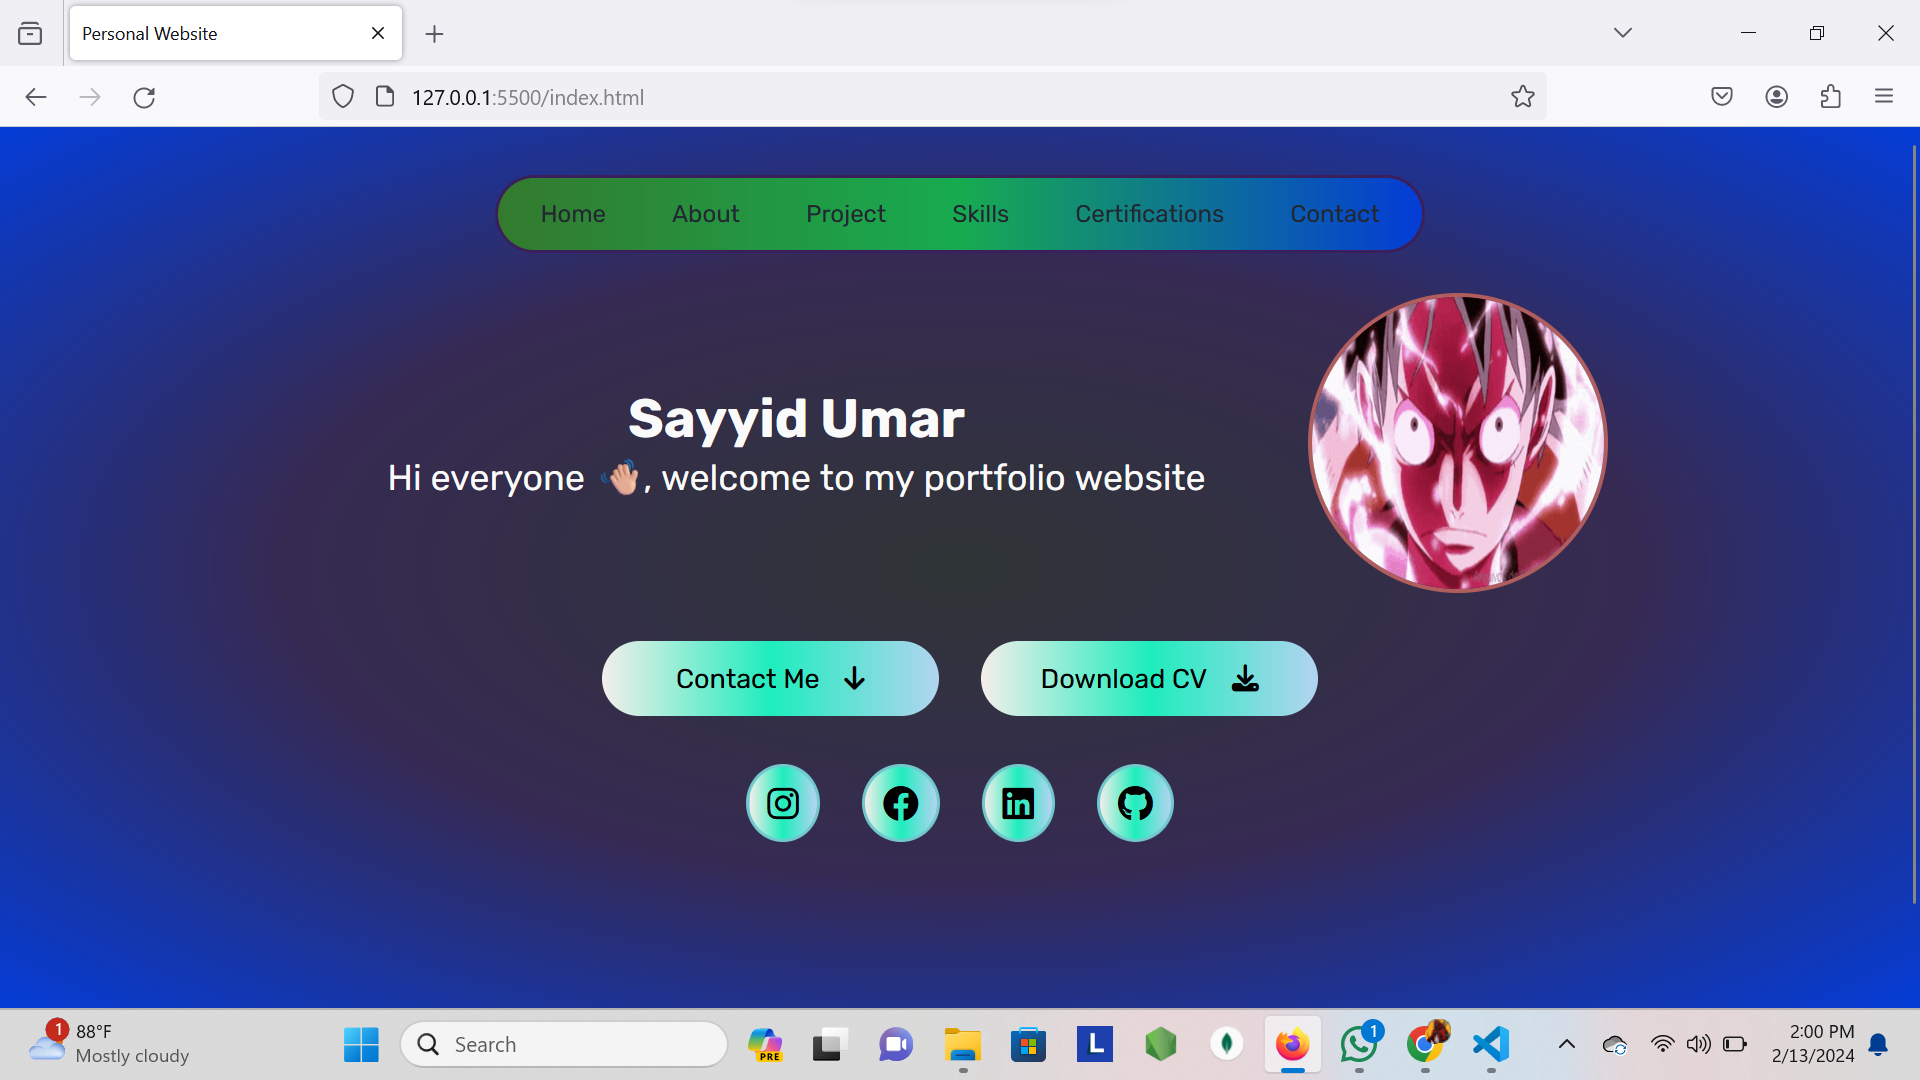 Personal Website
127.0.0.1:5500/index.html
Home About Project Skills Certifications Contact
Sayyid Umar
Hi everyone 👋🏼, welcome to my portfolio website
Contact Me
Download CV
1
88°F
Mostly cloudy
Search
PRE
L
1
2:00 PM
2/13/2024